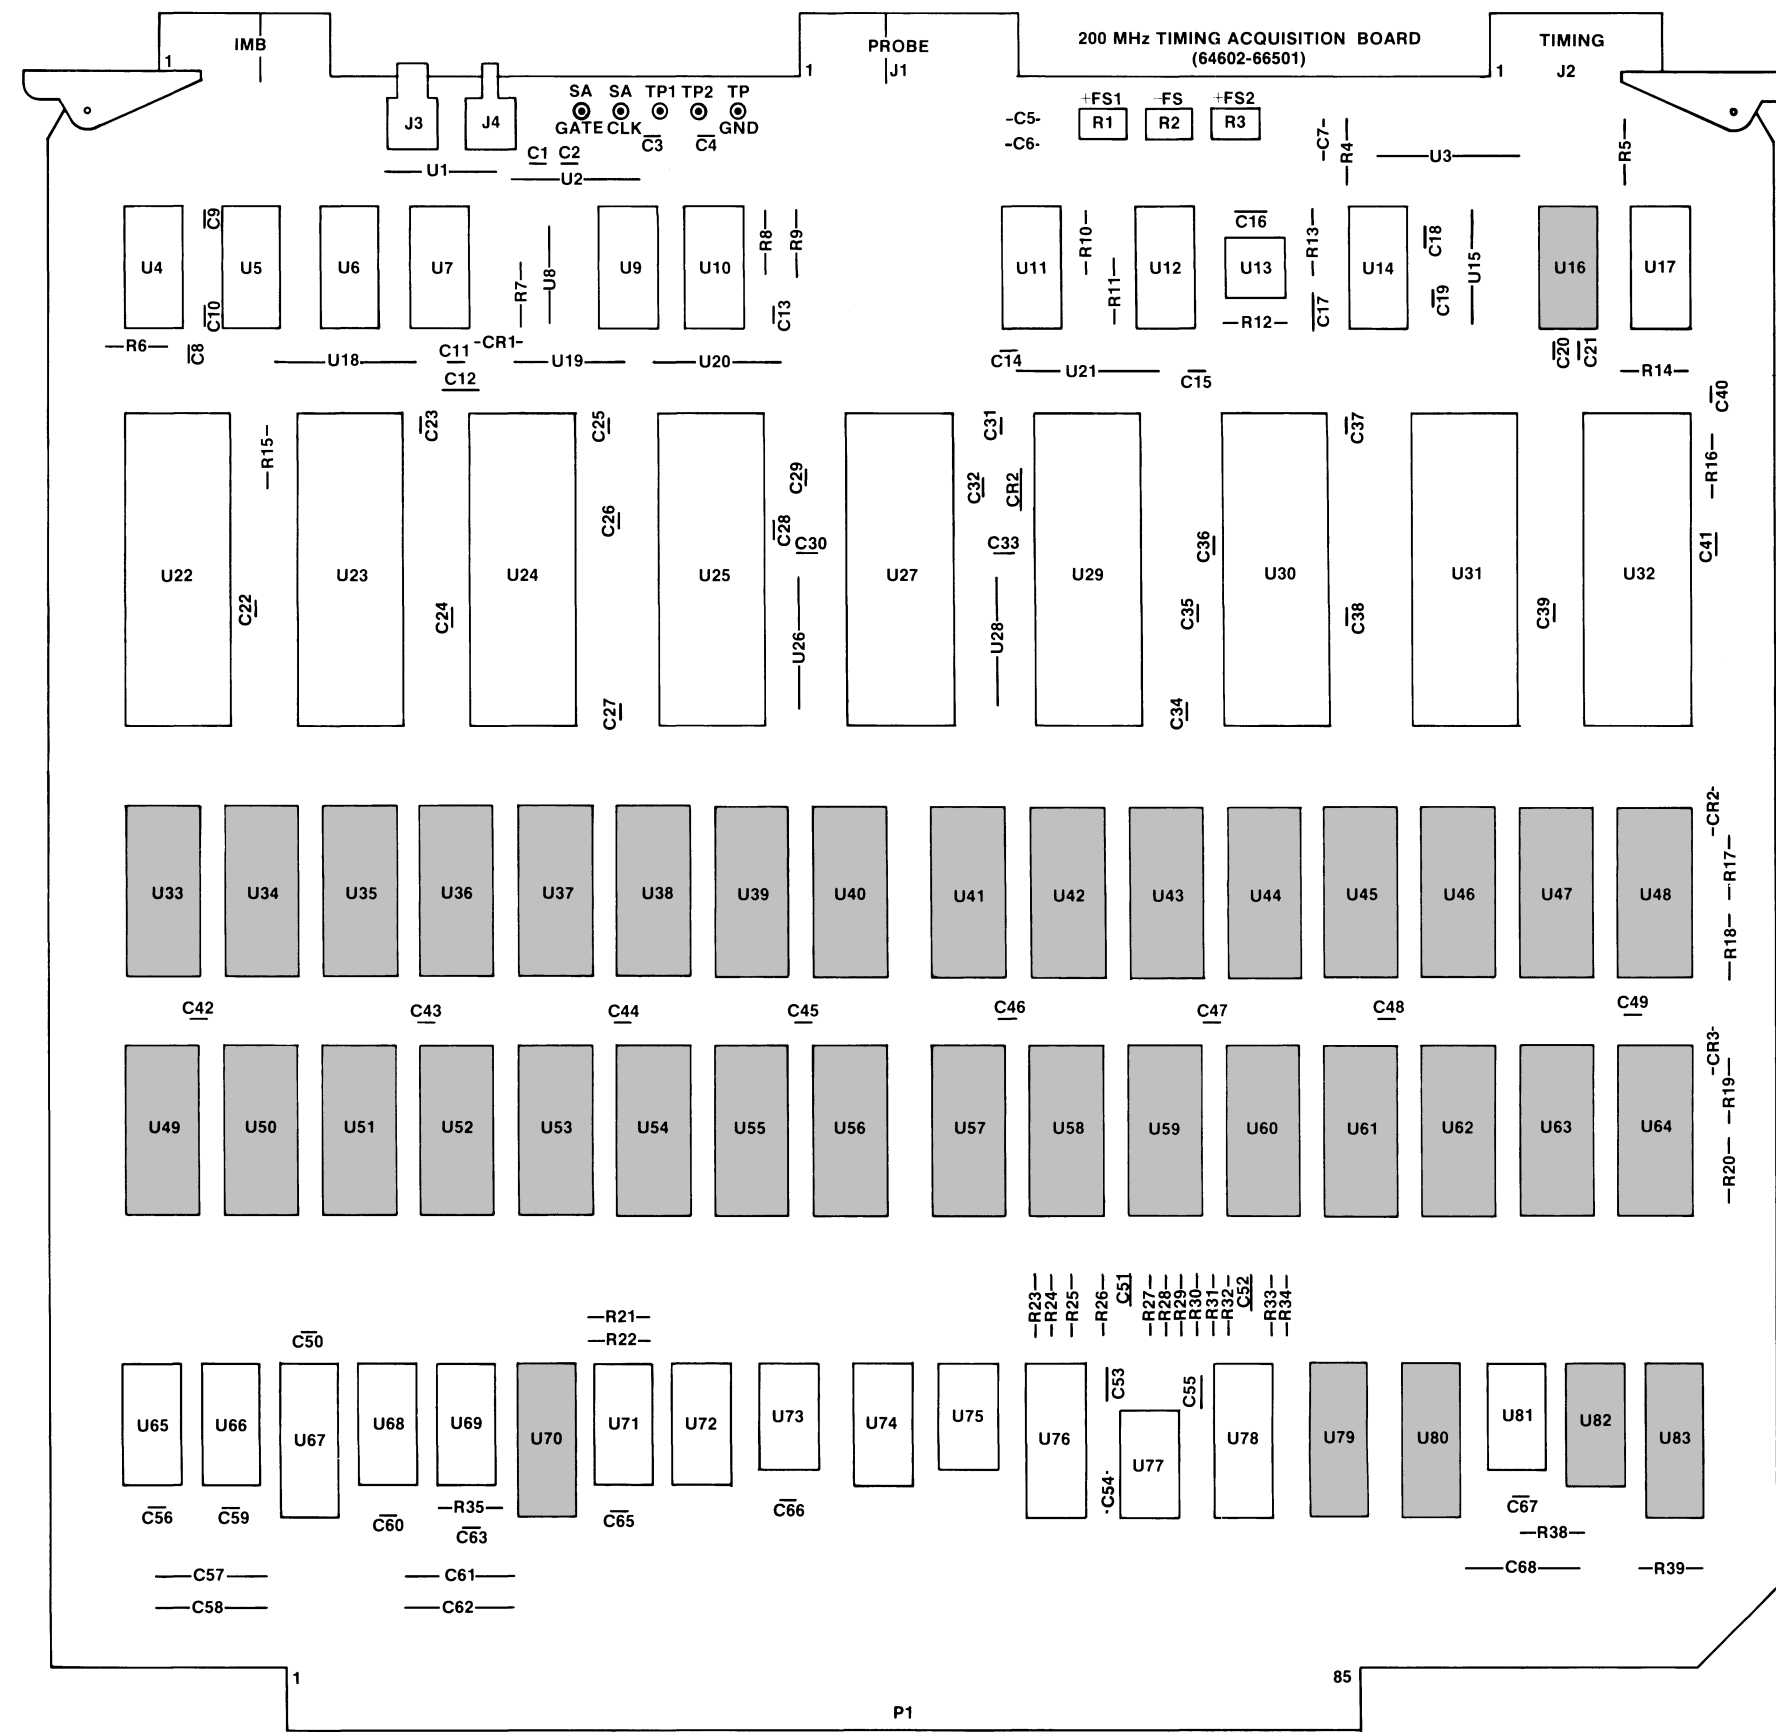 IMB
PROBE
200 MHz TIMING ACQUISITION BOARD
(64602-66501)
TIMING
1
1
J1
1
J2
SA SA TP1 TP2 TP
+FS1 -FS +FS2
J3 J4
GATE CLK GND
C3 C4
C5 R1 R2 R3
C6
C7 R4 U3 R5
C1 C2
U1 U2
C9 R8 R9 R10 C16 R13 C18 U15
U4 U5 U6 U7 R7 U8 U9 U10 U11 R11 U12 U13 U14 U16 U17
C10 C13 R12 C17 C19
R6 C8 U18 C11 CR1 U19 U20 C14 U21 C15 C20 C21 R14
C12 C40
R15 C23 C25 C31 C37 R16
C29 C32 CR2
C26 C28 C30 C33 C36 C41
U22 U23 U24 U25 U27 U29 U30 U31 U32
C22 C24 U26 U28 C35 C38 C39
C27 C34
CR2
R17
U33 U34 U35 U36 U37 U38 U39 U40 U41 U42 U43 U44 U45 U46 U47 U48
R18
C42 C43 C44 C45 C46 C47 C48 C49
CR3
R19
U49 U50 U51 U52 U53 U54 U55 U56 U57 U58 U59 U60 U61 U62 U63 U64
R20
R23 R24 R25 R26 C51 R27 R28 R29 R30 R31 R32 C52 R33 R34
R21
C50 R22
C53 C55
U65 U66 U67 U68 U69 U70 U71 U72 U73 U74 U75 U76 U77 U78 U79 U80 U81 U82 U83
C54
C56 C59 C60 R35 C65 C66 C67
C63 R38
C57 C61 C68 R39
C58 C62
1 85
P1